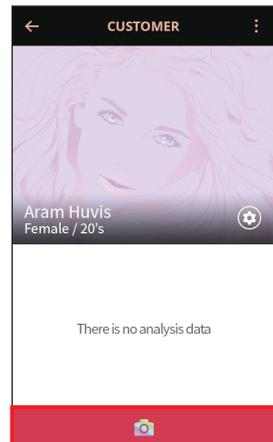 CUSTOMER
Aram Huvis
Female / 20's
There is no analysis data